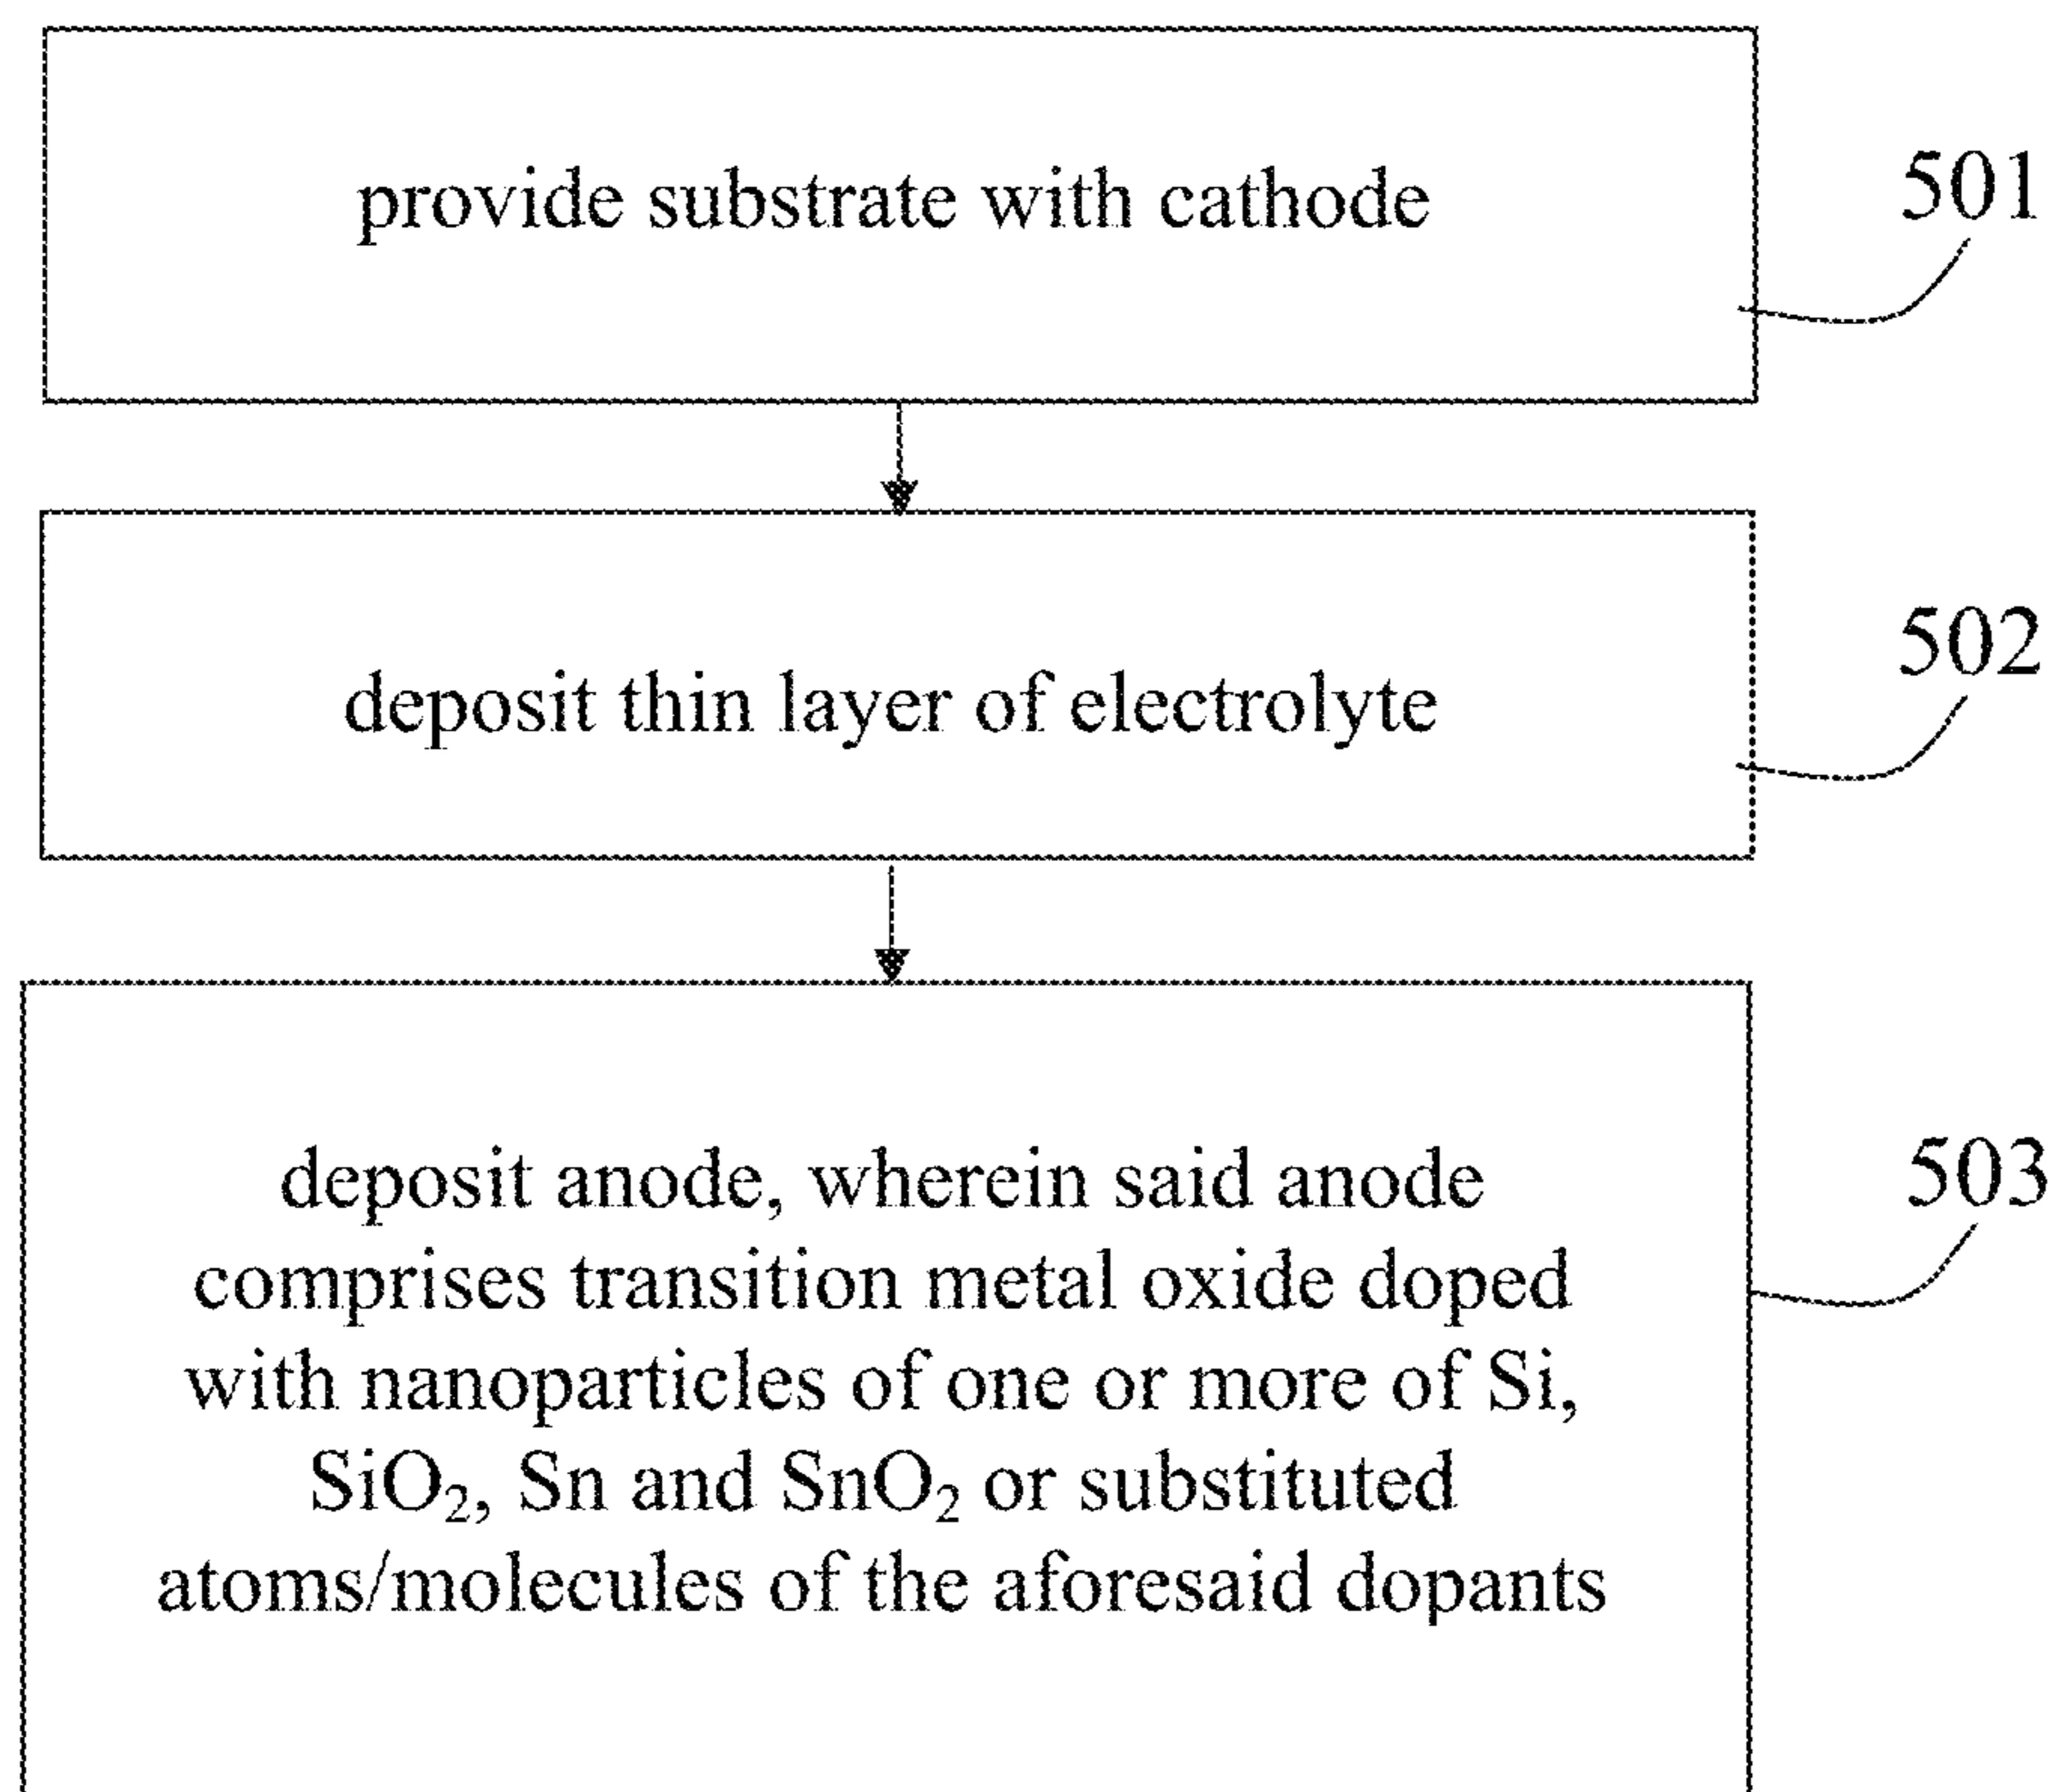 provide substrate with cathode
501
deposit thin layer of electrolyte
502
deposit anode, wherein said anode
comprises transition metal oxide doped
with nanoparticles of one or more of Si,
SiO₂, Sn and SnO₂ or substituted
atoms/molecules of the aforesaid dopants
503